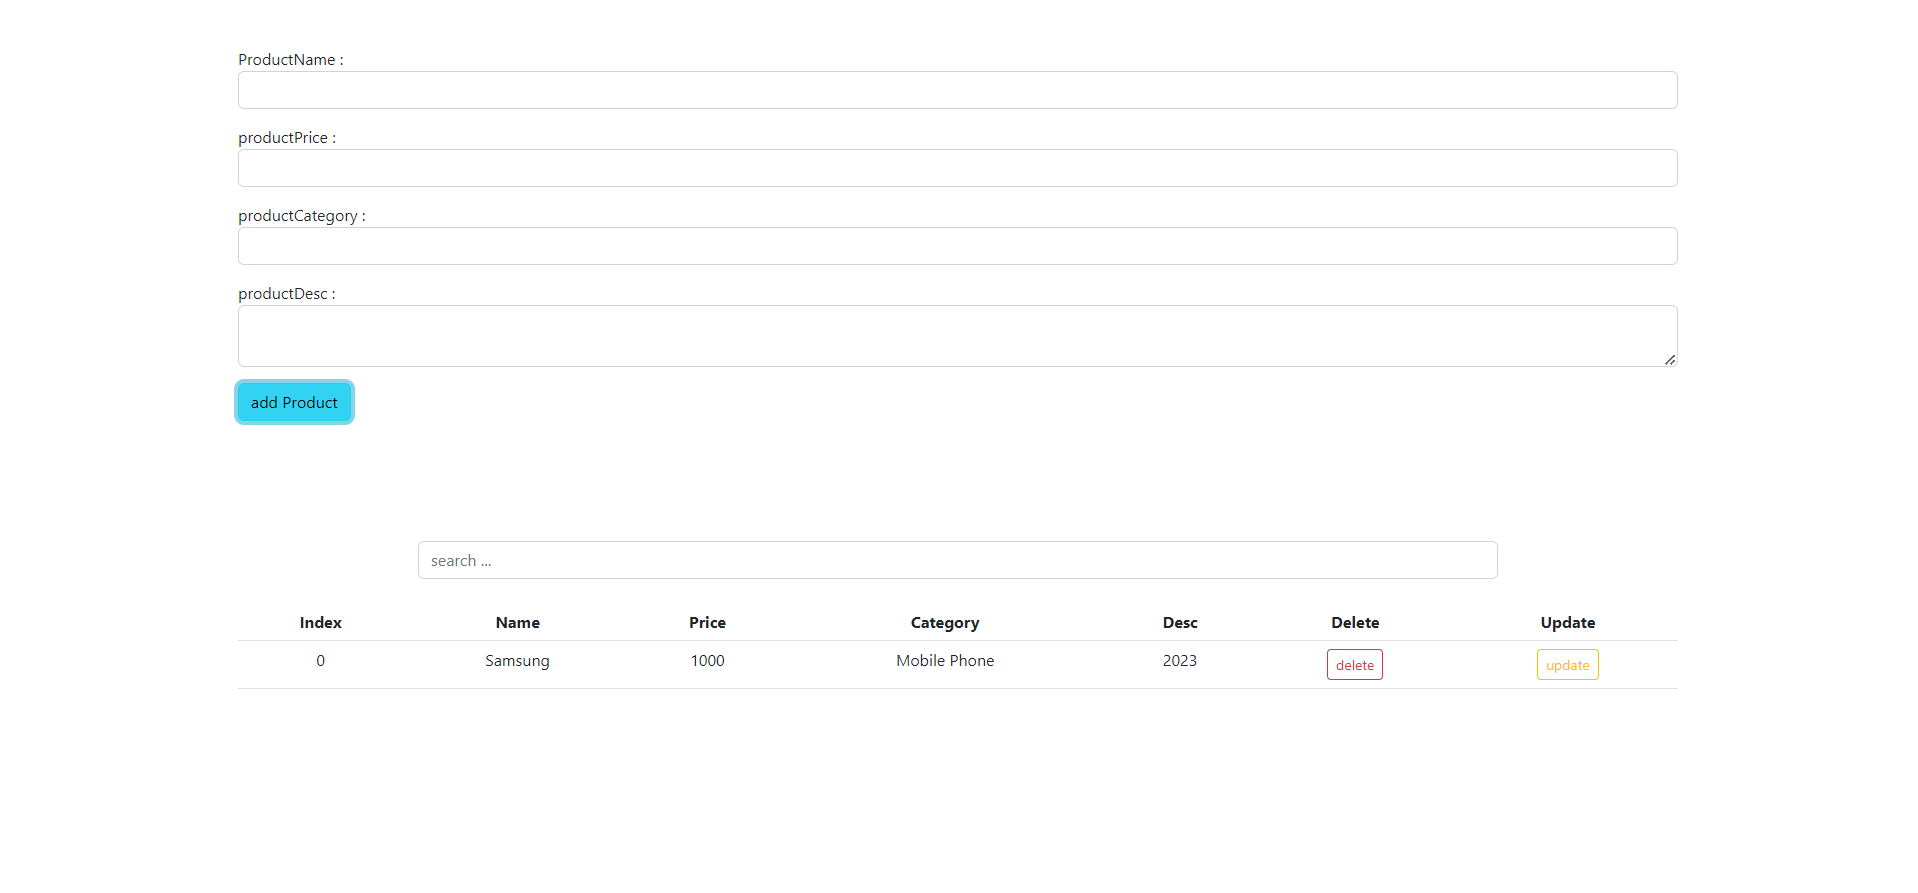 ProductName :
productPrice :
productCategory :
productDesc :
add Product
search ...
Index Name Price Category Desc Delete Update
0 Samsung 1000 Mobile Phone 2023 delete update